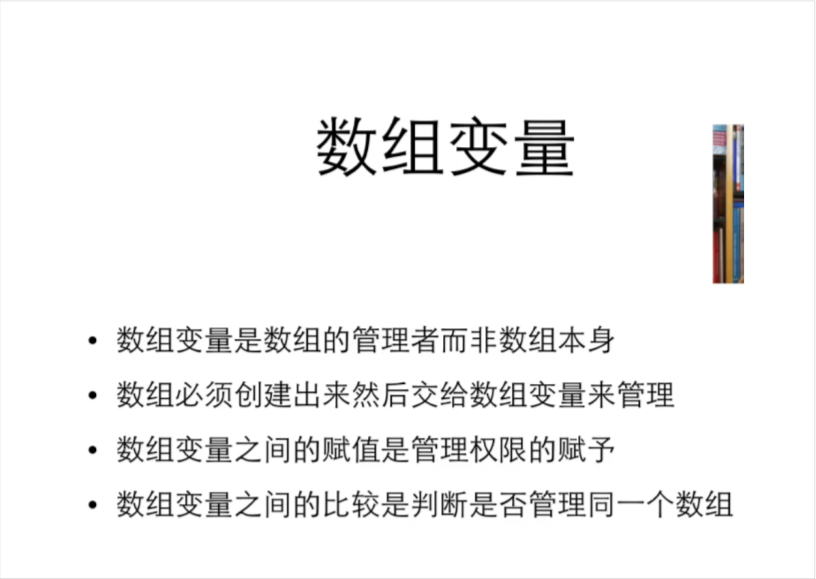 数组变量
• 数组变量是数组的管理者而非数组本身
• 数组必须创建出来然后交给数组变量来管理
• 数组变量之间的赋值是管理权限的赋予
• 数组变量之间的比较是判断是否管理同一个数组